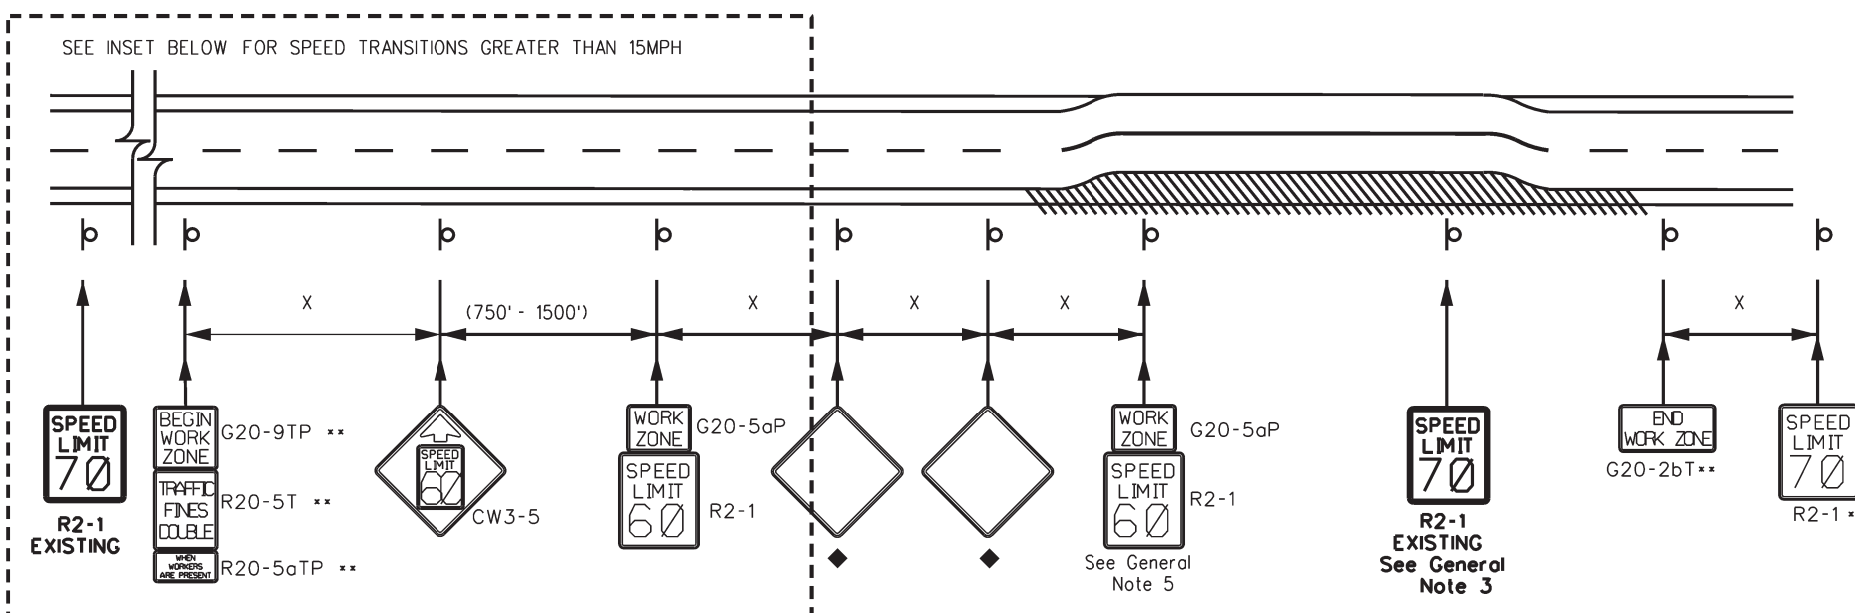 SEE INSET BELOW FOR SPEED TRANSITIONS GREATER THAN 15MPH
X
(750' - 1500')
X
X
X
X
SPEED
LIMIT
70
R2-1
EXISTING
BEGIN
WORK
ZONE
G20-9TP **
TRAFFIC
FINES
DOUBLE
R20-5T **
WHEN
WORKERS
ARE PRESENT
R20-5aTP **
SPEED
LIMIT
60
CW3-5
WORK
ZONE
G20-5aP
SPEED
LIMIT
60
R2-1
WORK
ZONE
G20-5aP
SPEED
LIMIT
60
R2-1
See General
Note 5
SPEED
LIMIT
70
R2-1
EXISTING
See General
Note 3
END
WORK ZONE
G20-2bT**
SPEED
LIMIT
70
R2-1 *